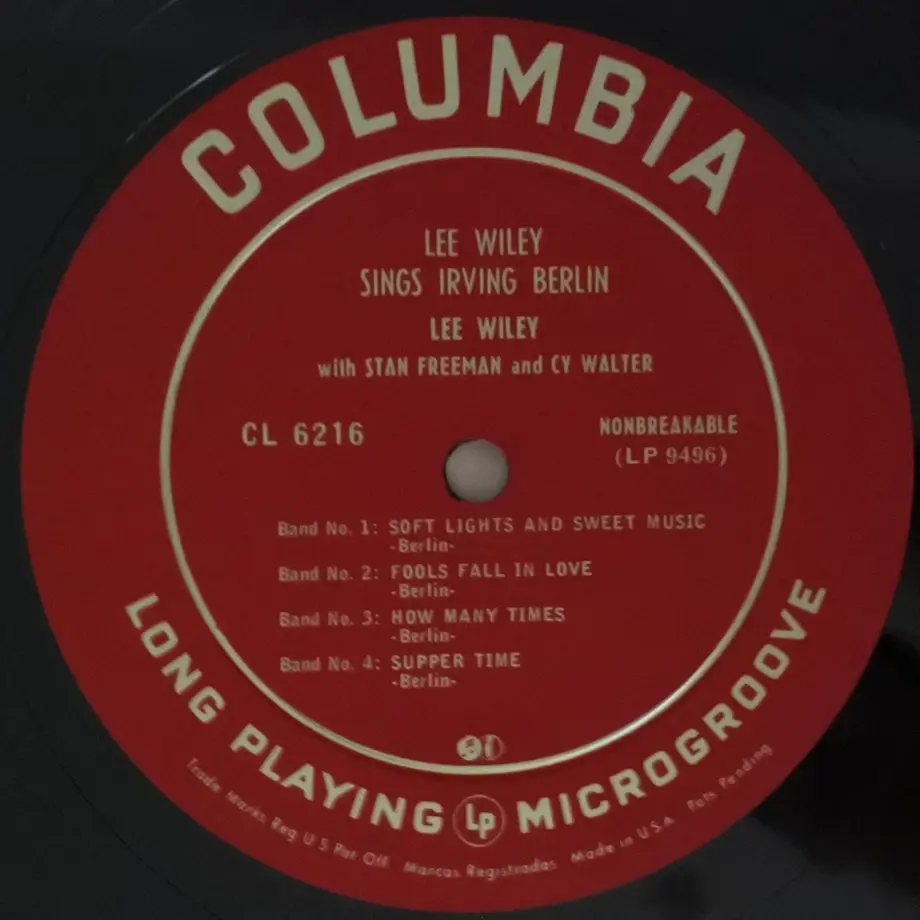 COLUMBIA
LEE WILEY
SINGS IRVING BERLIN
LEE WILEY
with STAN FREEMAN and CY WALTER
CL 6216
NONBREAKABLE
(LP 9496)
Band No. 1: SOFT LIGHTS AND SWEET MUSIC
-Berlin-
Band No. 2: FOOLS FALL IN LOVE
-Berlin-
Band No. 3: HOW MANY TIMES
-Berlin-
Band No. 4: SUPPER TIME
-Berlin-
LONG PLAYING LP MICROGROOVE
Trade Marks Reg U S Pat Off Marcas Registradas Made in U.S.A. Pats Pending